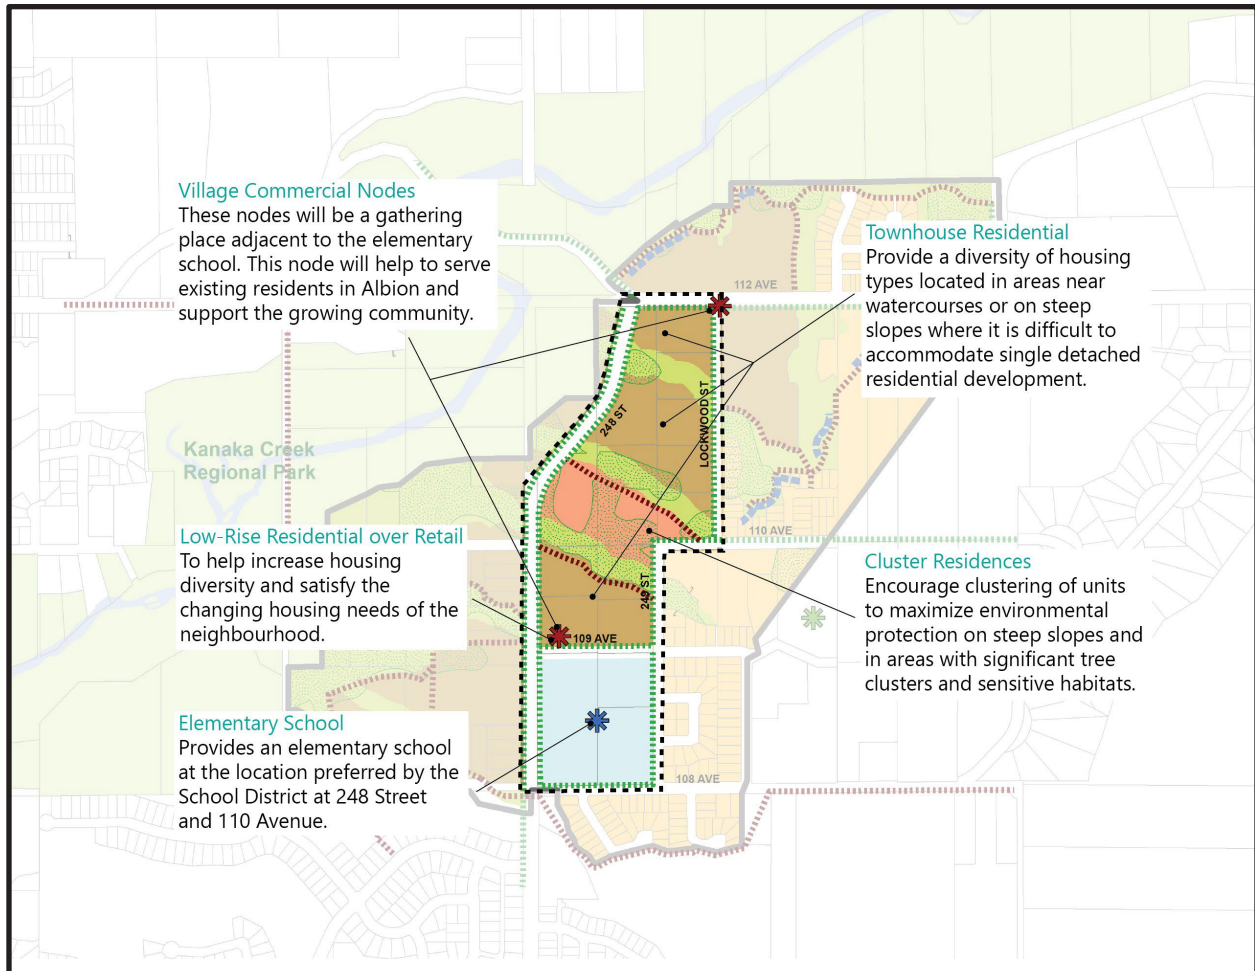 Village Commercial Nodes
These nodes will be a gathering
place adjacent to the elementary
school. This node will help to serve
existing residents in Albion and
support the growing community.
Townhouse Residential
Provide a diversity of housing
types located in areas near
watercourses or on steep
slopes where it is difficult to
accommodate single detached
residential development.
112 AVE
248 ST
LOCKWOOD ST
Kanaka Creek
Regional Park
110 AVE
Low-Rise Residential over Retail
To help increase housing
diversity and satisfy the
changing housing needs of the
neighbourhood.
249 ST
109 AVE
Cluster Residences
Encourage clustering of units
to maximize environmental
protection on steep slopes and
in areas with significant tree
clusters and sensitive habitats.
Elementary School
Provides an elementary school
at the location preferred by the
School District at 248 Street
and 110 Avenue.
108 AVE